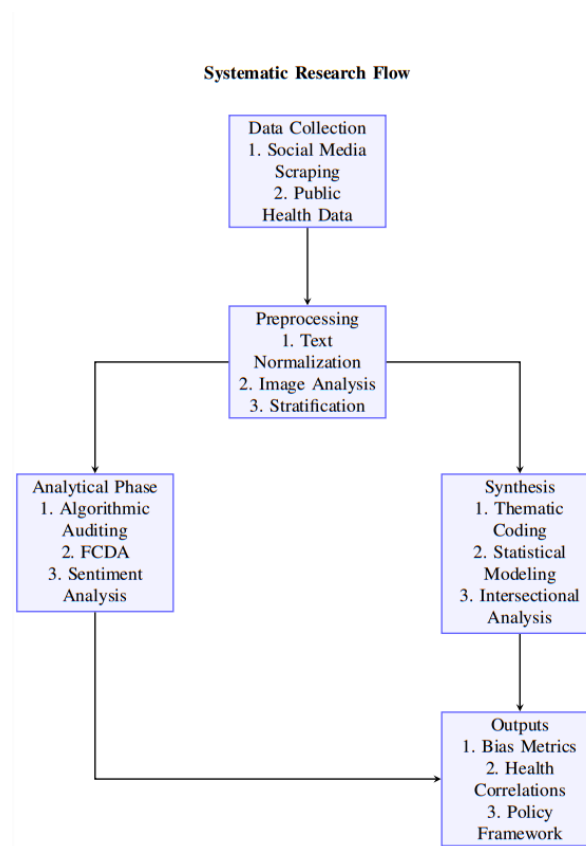 Systematic Research Flow
Data Collection
1. Social Media
Scraping
2. Public
Health Data
Preprocessing
1. Text
Normalization
2. Image Analysis
3. Stratification
Analytical Phase
1. Algorithmic
Auditing
2. FCDA
3. Sentiment
Analysis
Synthesis
1. Thematic
Coding
2. Statistical
Modeling
3. Intersectional
Analysis
Outputs
1. Bias Metrics
2. Health
Correlations
3. Policy
Framework